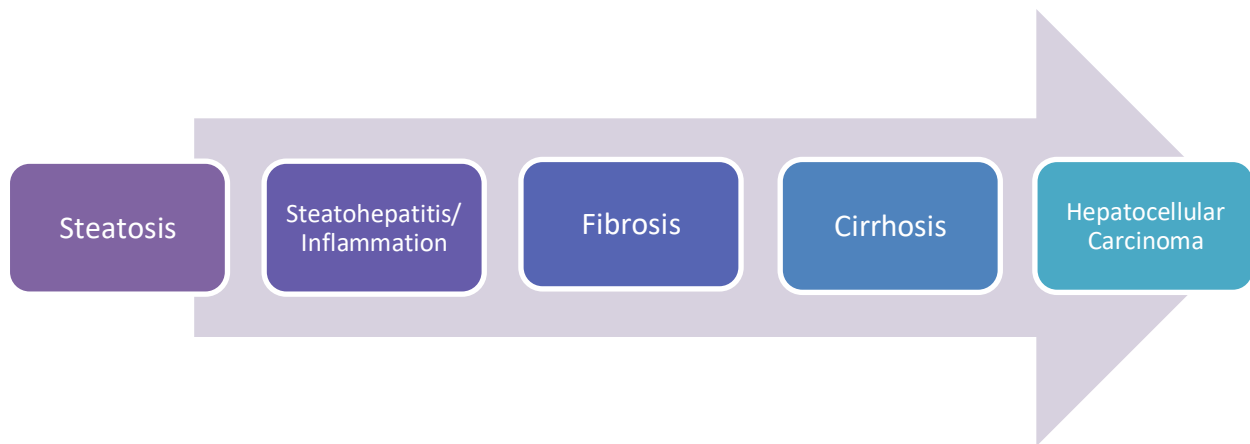 Steatosis
Steatohepatitis/
Inflammation
Fibrosis
Cirrhosis
Hepatocellular
Carcinoma